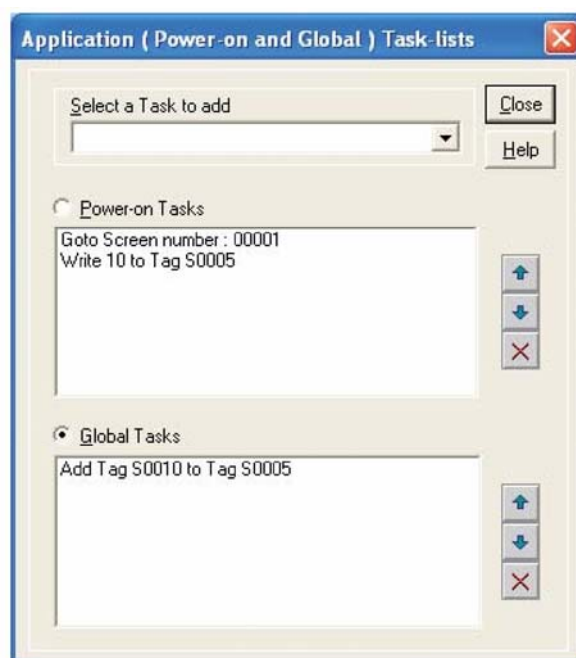 Application ( Power-on and Global ) Task-lists
Select a Task to add
Close
Help
Power-on Tasks
Goto Screen number : 00001
Write 10 to Tag S0005
Global Tasks
Add Tag S0010 to Tag S0005